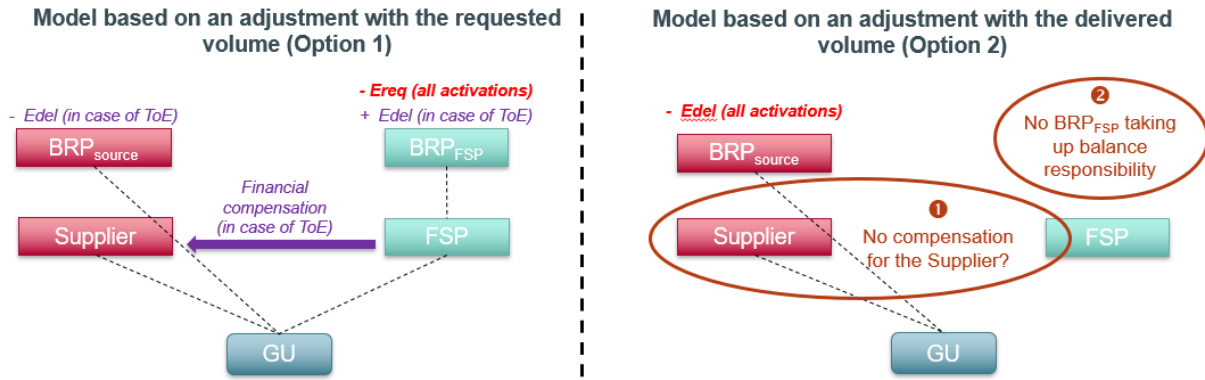 Model based on an adjustment with the requested
volume (Option 1)
- Ereq (all activations)
- Edel (in case of ToE)
+ Edel (in case of ToE)
BRPsource
BRPFSP
Financial
compensation
(in case of ToE)
Supplier
FSP
GU
Model based on an adjustment with the delivered
volume (Option 2)
- Edel (all activations)
BRPsource
❷
No BRPFSP taking
up balance
responsibility
❶
Supplier
No compensation
for the Supplier?
FSP
GU